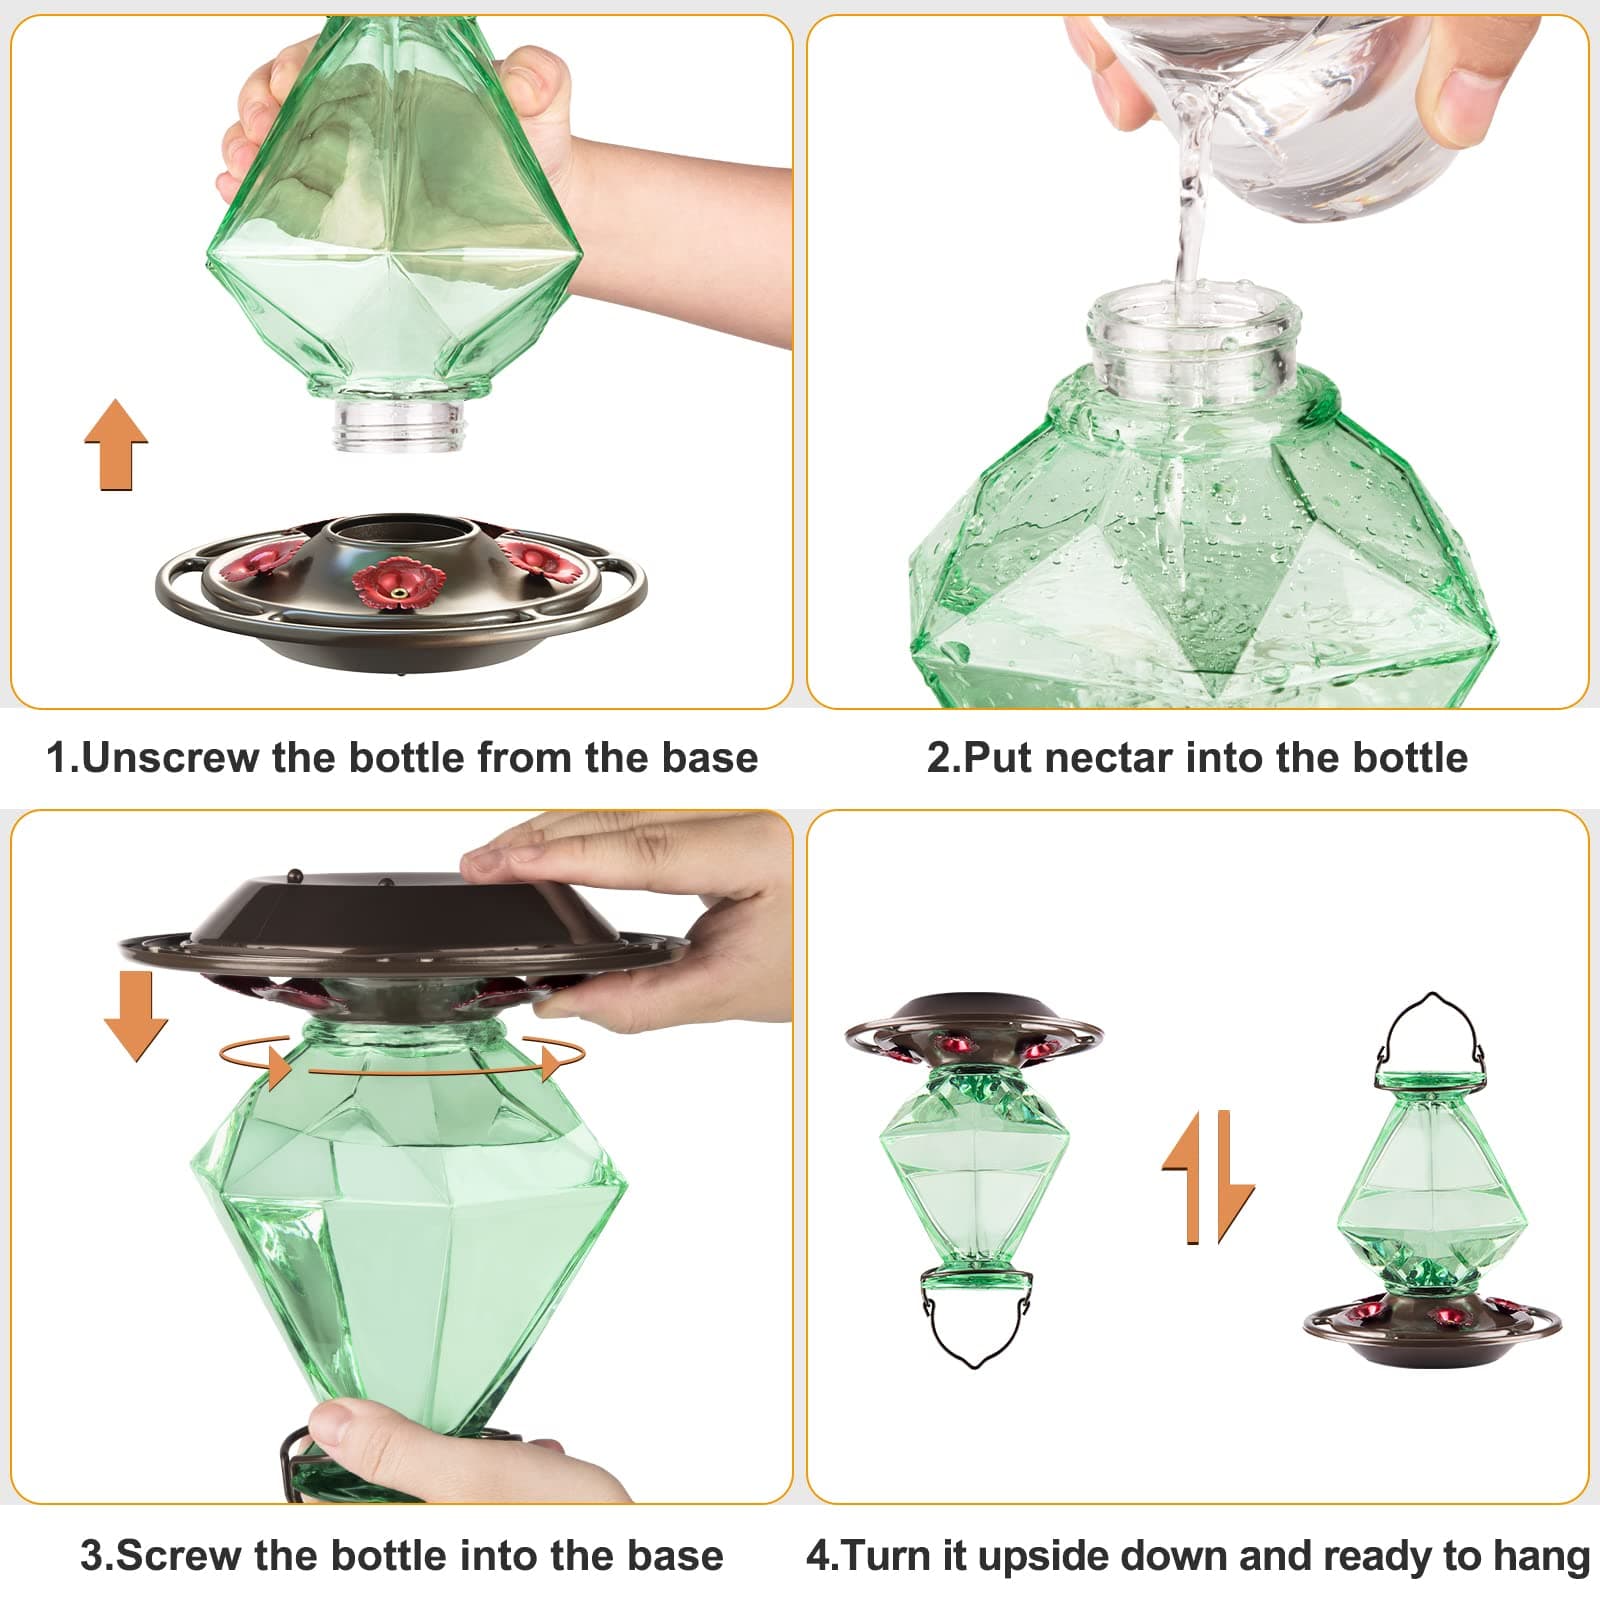 1.Unscrew the bottle from the base
2.Put nectar into the bottle
3.Screw the bottle into the base
4.Turn it upside down and ready to hang